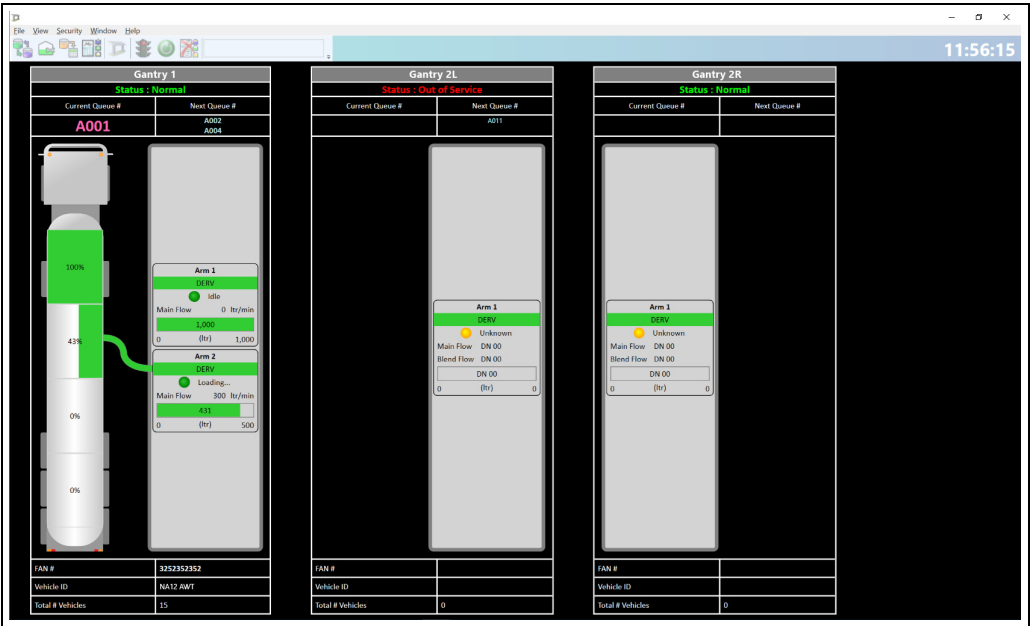 File View Security Window Help
11:56:15
Gantry 1
Status : Normal
Current Queue # Next Queue #
A001
A002
A004
100%
43%
0%
0%
Arm 1
DERV
Idle
Main Flow 0 ltr/min
1,000
0 (ltr) 1,000
Arm 2
DERV
Loading...
Main Flow 300 ltr/min
431
0 (ltr) 500
FAN # 3252352352
Vehicle ID NA12 AWT
Total # Vehicles 15
Gantry 2L
Status : Out of Service
Current Queue # Next Queue #
A011
Arm 1
DERV
Unknown
Main Flow DN 00
Blend Flow DN 00
DN 00
0 (ltr) 0
FAN #
Vehicle ID
Total # Vehicles 0
Gantry 2R
Status : Normal
Current Queue # Next Queue #
Arm 1
DERV
Unknown
Main Flow DN 00
Blend Flow DN 00
DN 00
0 (ltr) 0
FAN #
Vehicle ID
Total # Vehicles 0